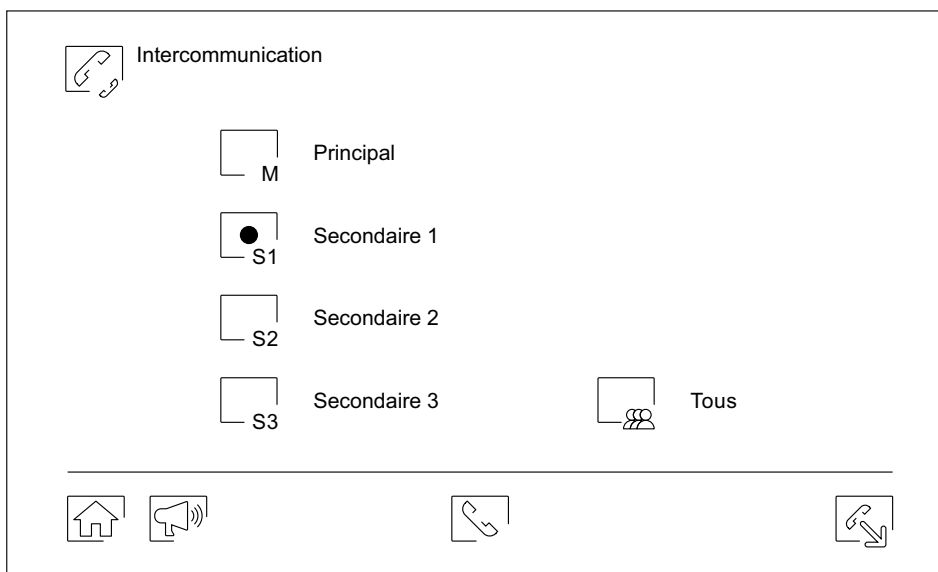 Intercommunication
M Principal
S1 Secondaire 1
S2 Secondaire 2
S3 Secondaire 3 Tous